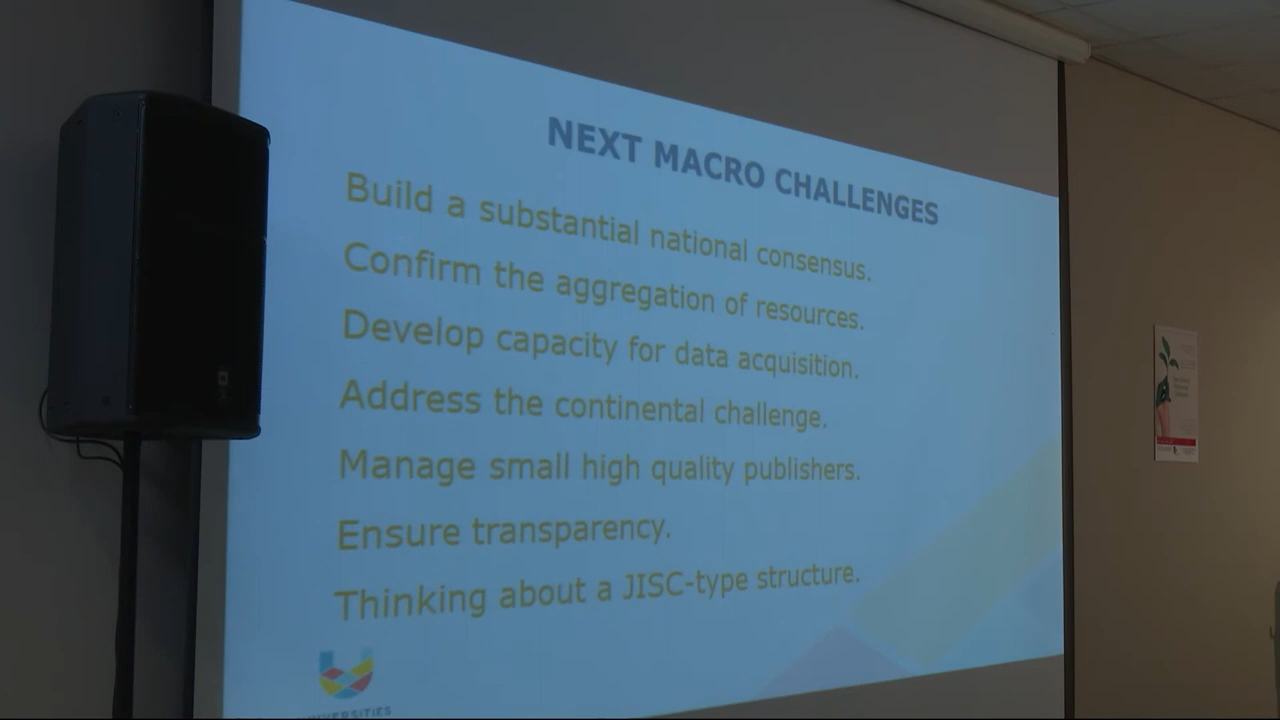 NEXT MACRO CHALLENGES
Build a substantial national consensus.
Confirm the aggregation of resources.
Develop capacity for data acquisition.
Address the continental challenge.
Manage small high quality publishers.
Ensure transparency.
Thinking about a JISC-type structure.
UNIVERSITIES